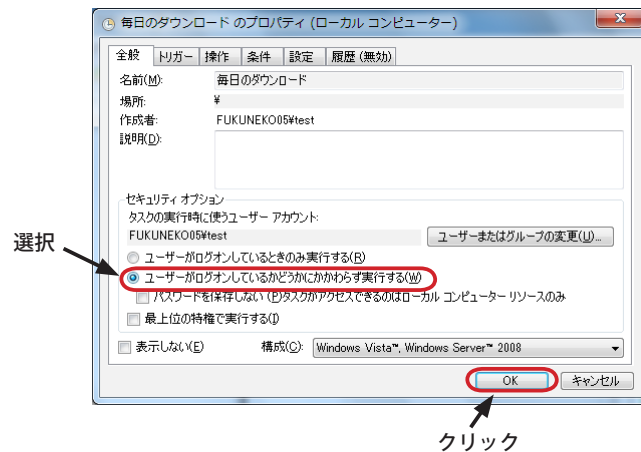 毎日のダウンロード のプロパティ (ローカル コンピューター)
全般 トリガー 操作 条件 設定 履歴 (無効)
名前(M): 毎日のダウンロード
場所: ¥
作成者: FUKUNEKO05¥test
説明(D):
セキュリティ オプション
タスクの実行時に使うユーザー アカウント:
FUKUNEKO05¥test ユーザーまたはグループの変更(U)...
選択
ユーザーがログオンしているときのみ実行する(R)
ユーザーがログオンしているかどうかにかかわらず実行する(W)
パスワードを保存しない (P)タスクがアクセスできるのはローカル コンピューター リソースのみ
最上位の特権で実行する(I)
表示しない(E) 構成(C): Windows Vista™, Windows Server™ 2008
OK キャンセル
クリック